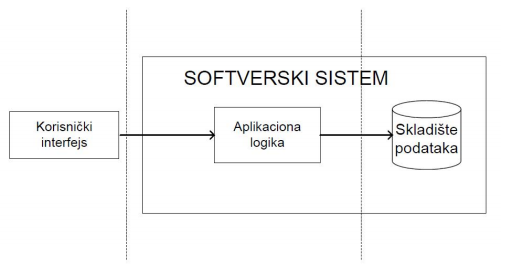 SOFTVERSKI SISTEM
Korisnički
interfejs
Aplikaciona
logika
Skladište
podataka